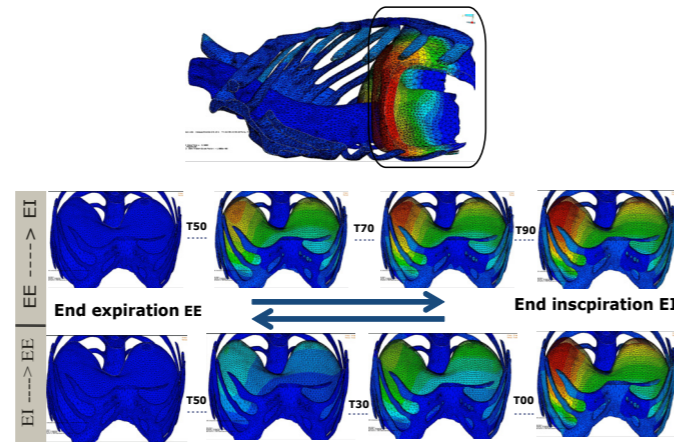 EE ----> EI
T50
T70
T90
End expiration EE
End inscpiration EI
EI ----> EE
T50
T30
T00